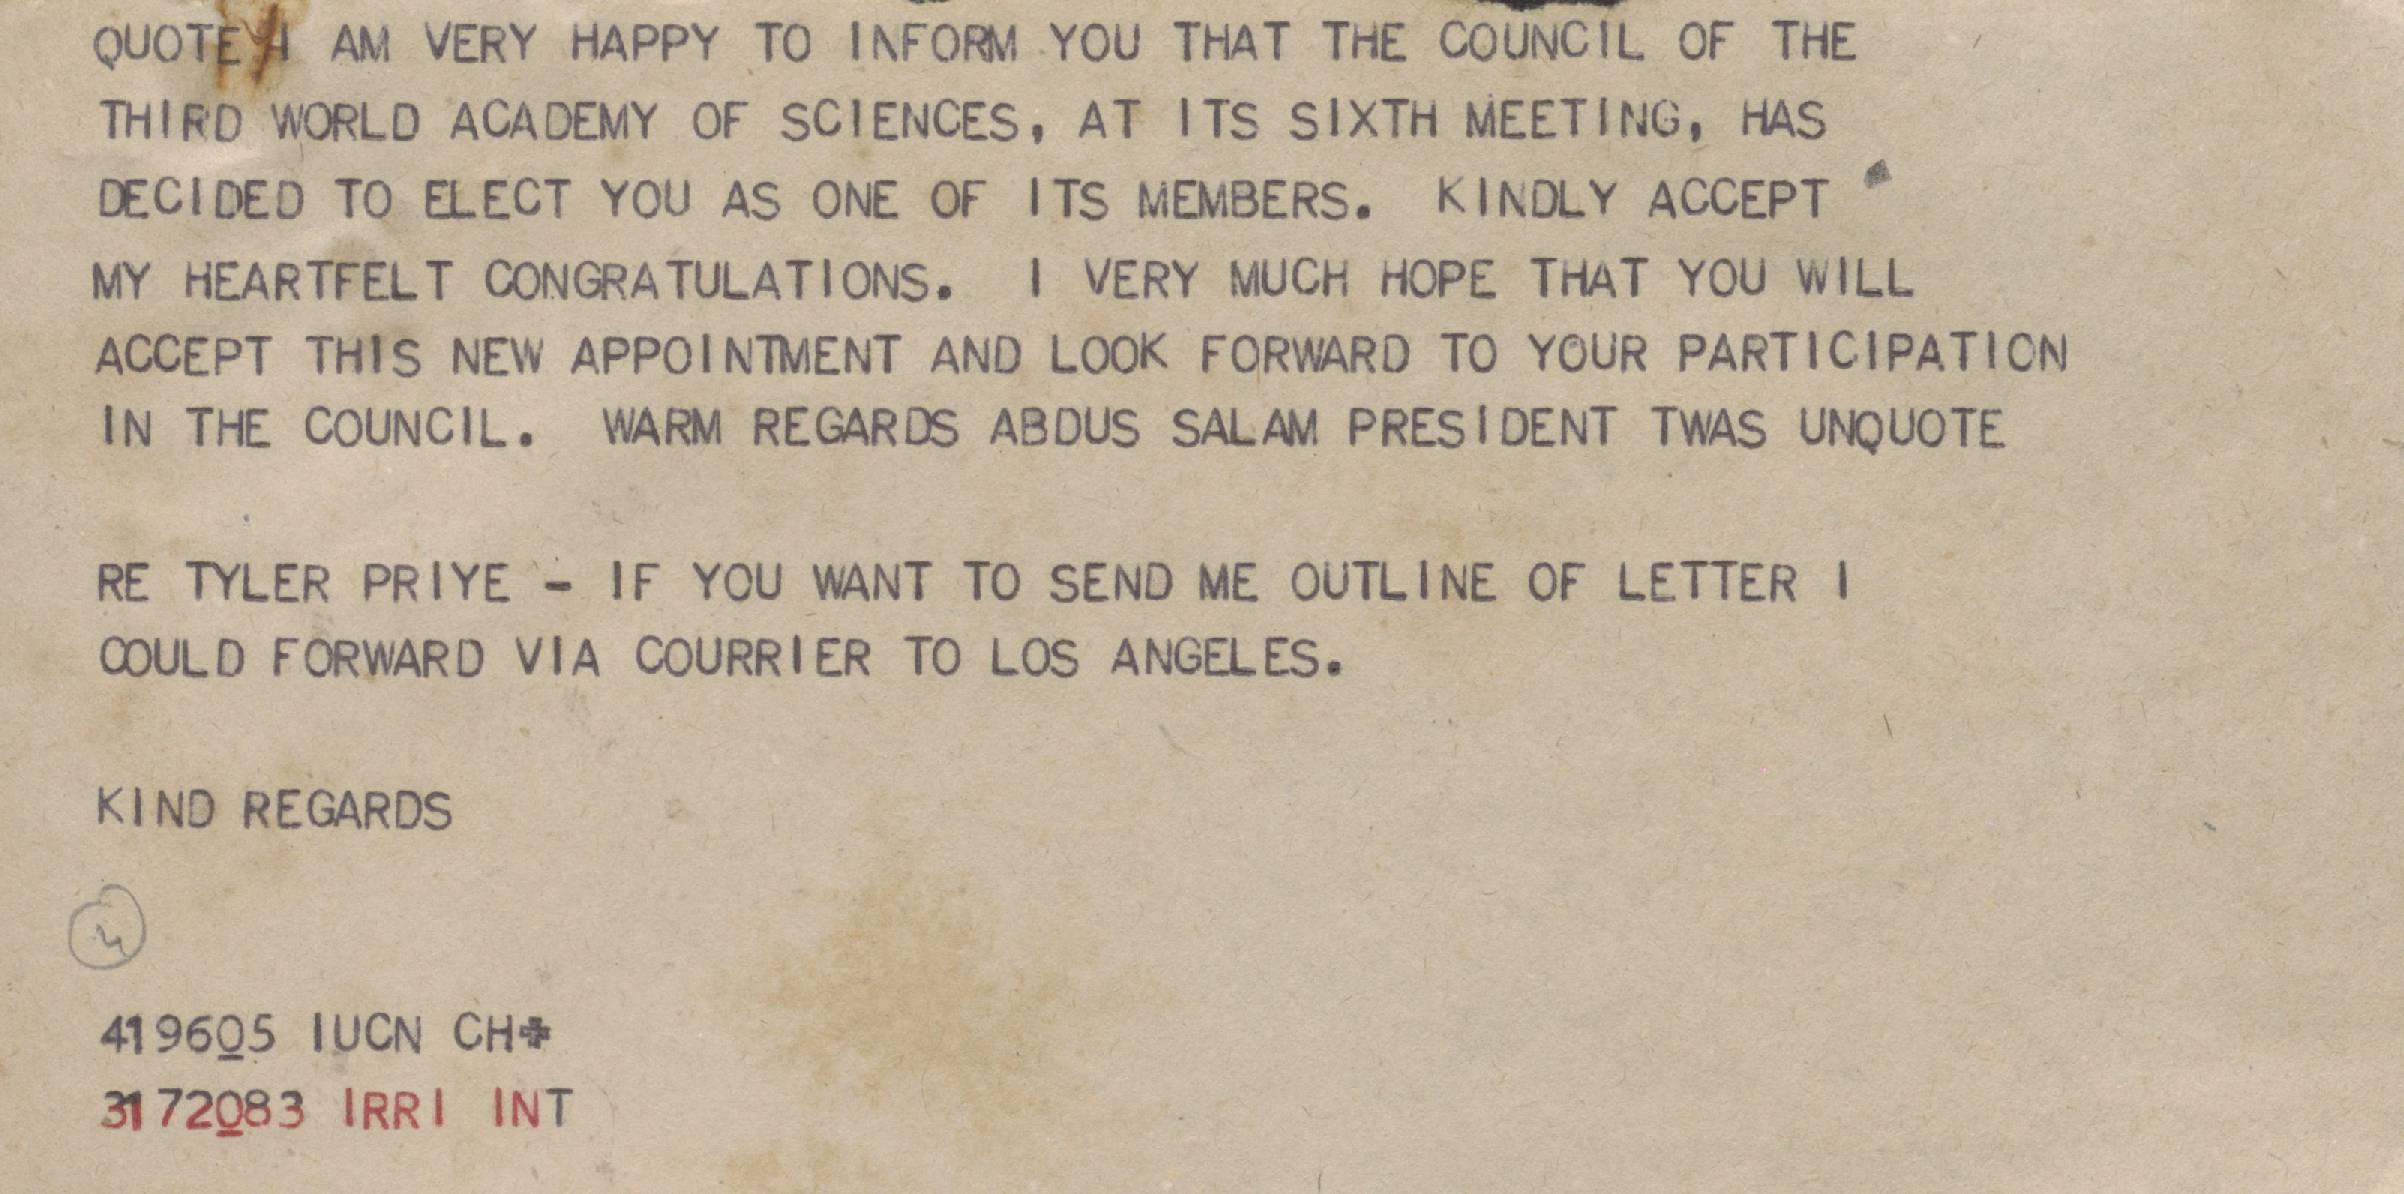 QUOTE I AM VERY HAPPY TO INFORM YOU THAT THE COUNCIL OF THE
THIRD WORLD ACADEMY OF SCIENCES, AT ITS SIXTH MEETING, HAS
DECIDED TO ELECT YOU AS ONE OF ITS MEMBERS.  KINDLY ACCEPT
MY HEARTFELT CONGRATULATIONS.  I VERY MUCH HOPE THAT YOU WILL
ACCEPT THIS NEW APPOINTMENT AND LOOK FORWARD TO YOUR PARTICIPATION
IN THE COUNCIL.  WARM REGARDS ABDUS SALAM PRESIDENT TWAS UNQUOTE
RE TYLER PRIYE - IF YOU WANT TO SEND ME OUTLINE OF LETTER I
COULD FORWARD VIA COURRIER TO LOS ANGELES.
KIND REGARDS
419605 IUCN CH✠
3172083 IRRI INT